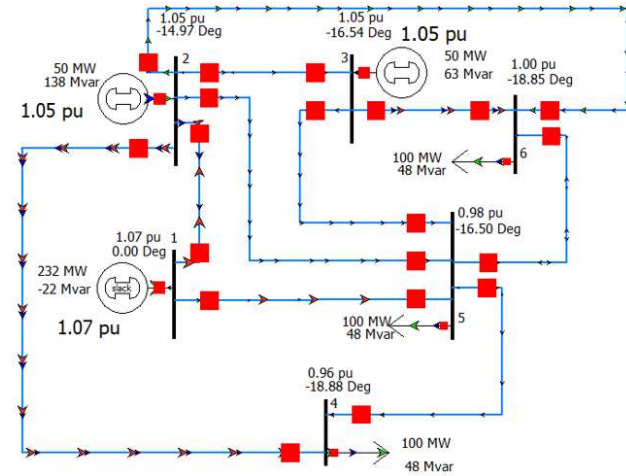 1.05 pu
-14.97 Deg
2
50 MW
138 Mvar
1.05 pu
1.05 pu
-16.54 Deg
3
1.05 pu
50 MW
63 Mvar
1.00 pu
-18.85 Deg
6
100 MW
48 Mvar
1.07 pu
0.00 Deg
1
232 MW
-22 Mvar
slack
1.07 pu
0.98 pu
-16.50 Deg
5
100 MW
48 Mvar
0.96 pu
-18.88 Deg
4
100 MW
48 Mvar